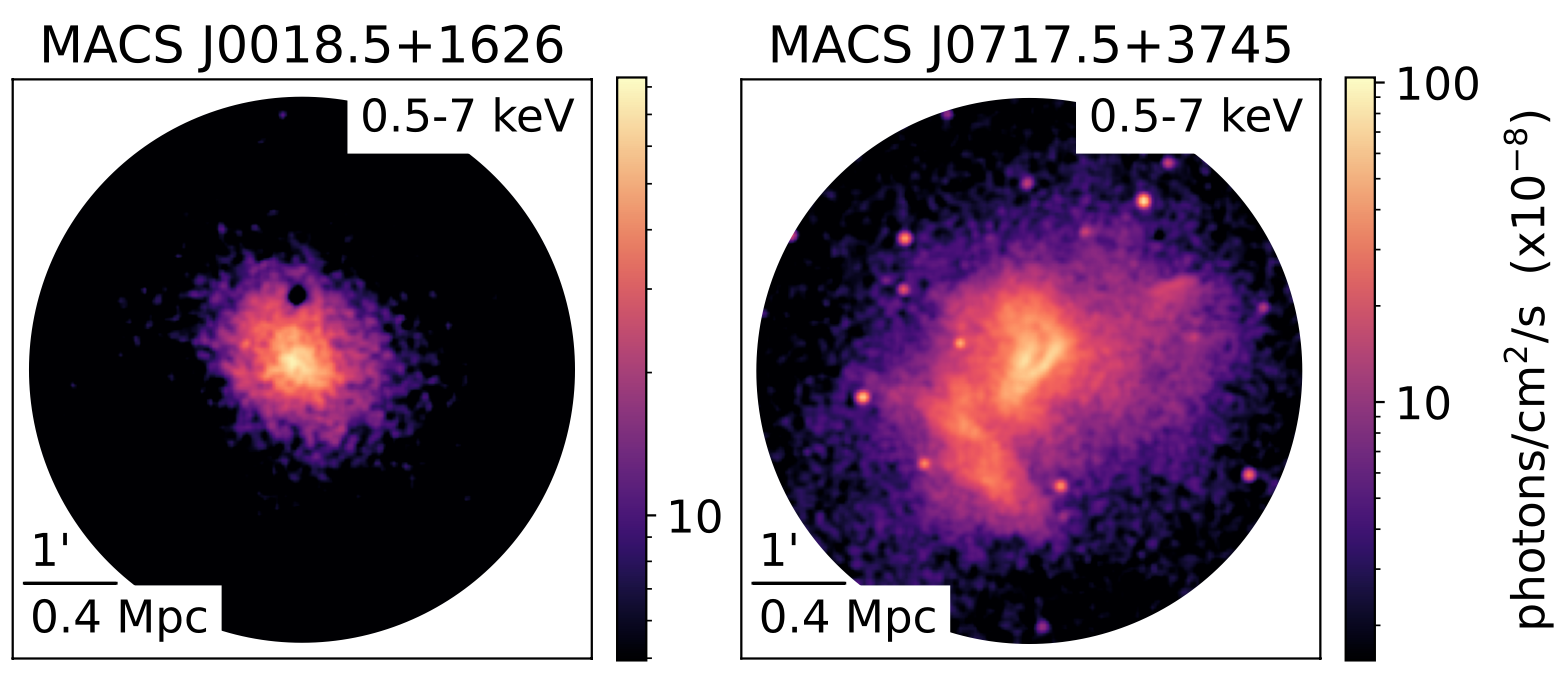 MACS J0018.5+1626
0.5-7 keV
1'
0.4 Mpc
10
MACS J0717.5+3745
0.5-7 keV
1'
0.4 Mpc
100
10
photons/cm²/s (x10⁻⁸)